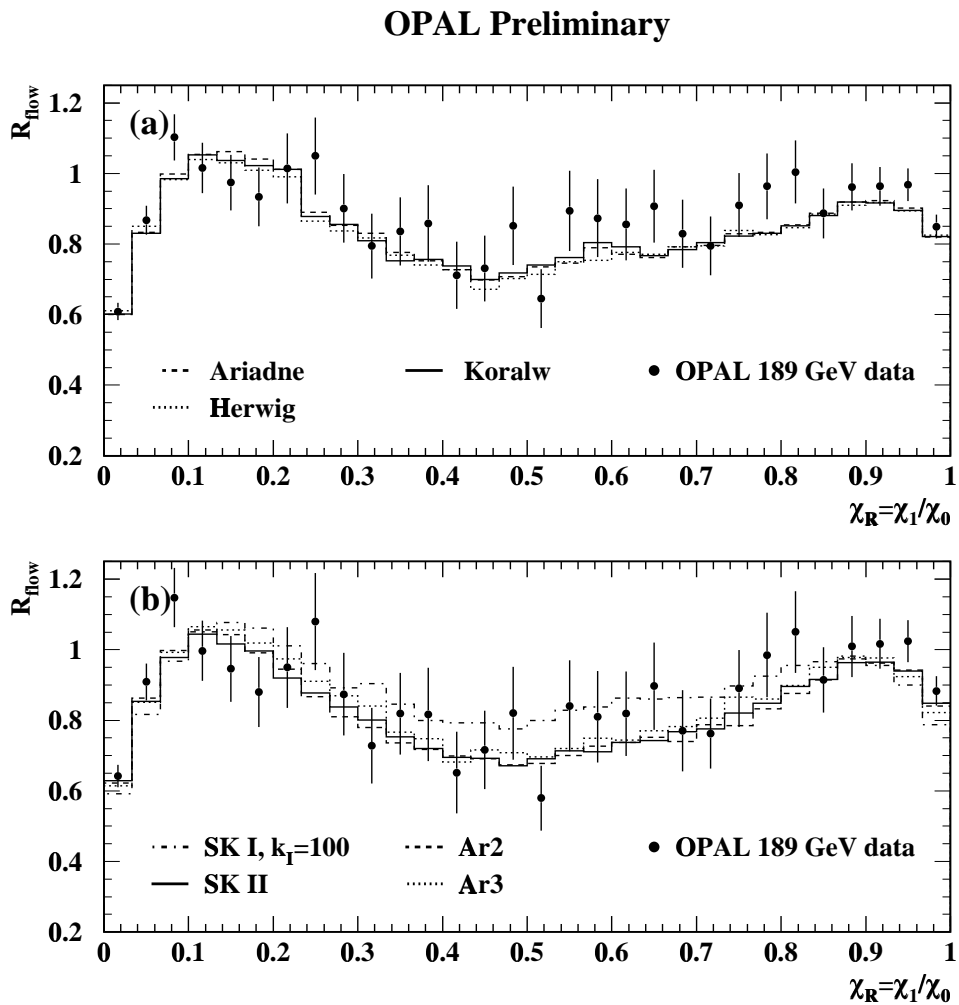 OPAL Preliminary
R_flow
1.2
1
0.8
0.6
0.4
0.2
(a)
Ariadne
Koralw
OPAL 189 GeV data
Herwig
0 0.1 0.2 0.3 0.4 0.5 0.6 0.7 0.8 0.9 1
χ_R=χ_1/χ_0
R_flow
1.2
1
0.8
0.6
0.4
0.2
(b)
SK I, k_I=100
Ar2
OPAL 189 GeV data
SK II
Ar3
0 0.1 0.2 0.3 0.4 0.5 0.6 0.7 0.8 0.9 1
χ_R=χ_1/χ_0